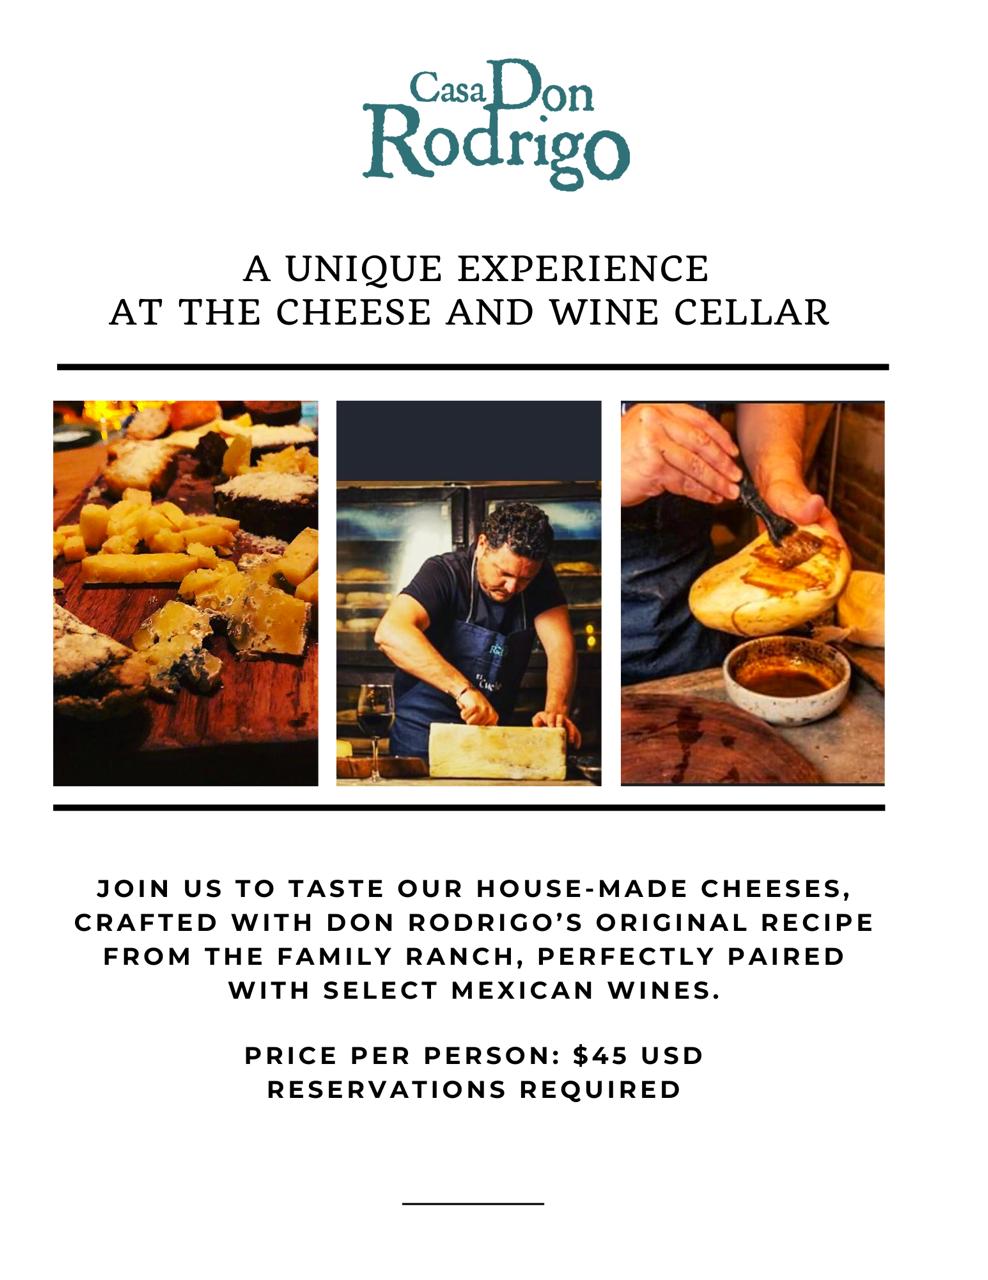 Casa Don
Rodrigo
A UNIQUE EXPERIENCE
AT THE CHEESE AND WINE CELLAR
JOIN US TO TASTE OUR HOUSE-MADE CHEESES,
CRAFTED WITH DON RODRIGO’S ORIGINAL RECIPE
FROM THE FAMILY RANCH, PERFECTLY PAIRED
WITH SELECT MEXICAN WINES.
PRICE PER PERSON: $45 USD
RESERVATIONS REQUIRED